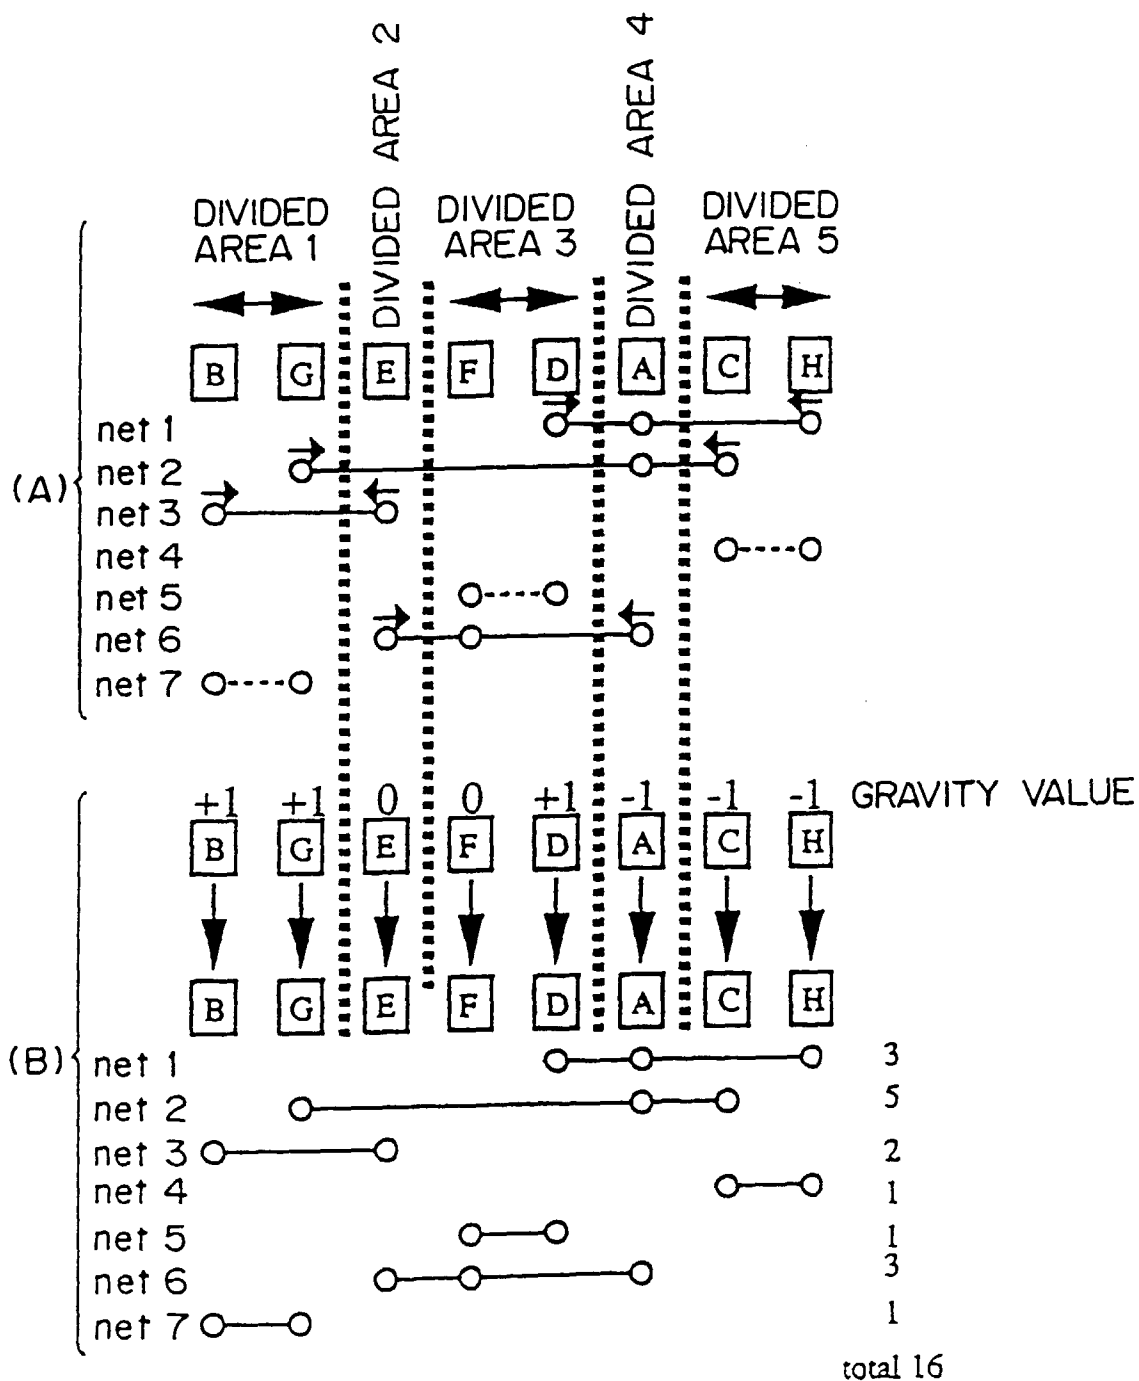 DIVIDED AREA 2
DIVIDED AREA 4
DIVIDED
AREA 1
DIVIDED
AREA 3
DIVIDED
AREA 5
B G E F D A C H
(A)
net 1
net 2
net 3
net 4
net 5
net 6
net 7
+1 +1 0 0 +1 -1 -1 -1 GRAVITY VALUE
B G E F D A C H
B G E F D A C H
(B)
net 1 3
net 2 5
net 3 2
net 4 1
net 5 1
net 6 3
net 7 1
total 16